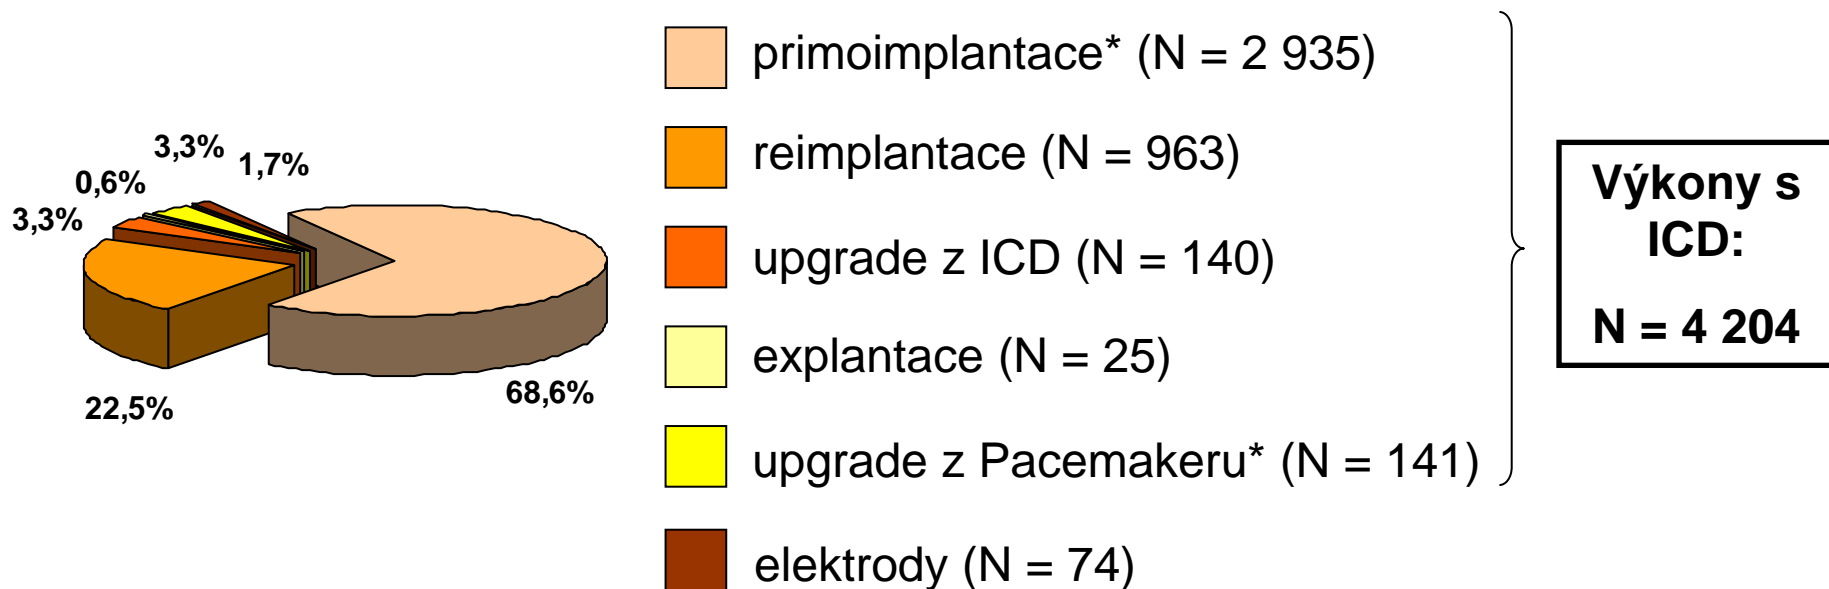 3,3%
1,7%
0,6%
3,3%
22,5%
68,6%
primoimplantace* (N = 2 935)
reimplantace (N = 963)
upgrade z ICD (N = 140)
explantace (N = 25)
upgrade z Pacemakeru* (N = 141)
elektrody (N = 74)
Výkony s
ICD:
N = 4 204